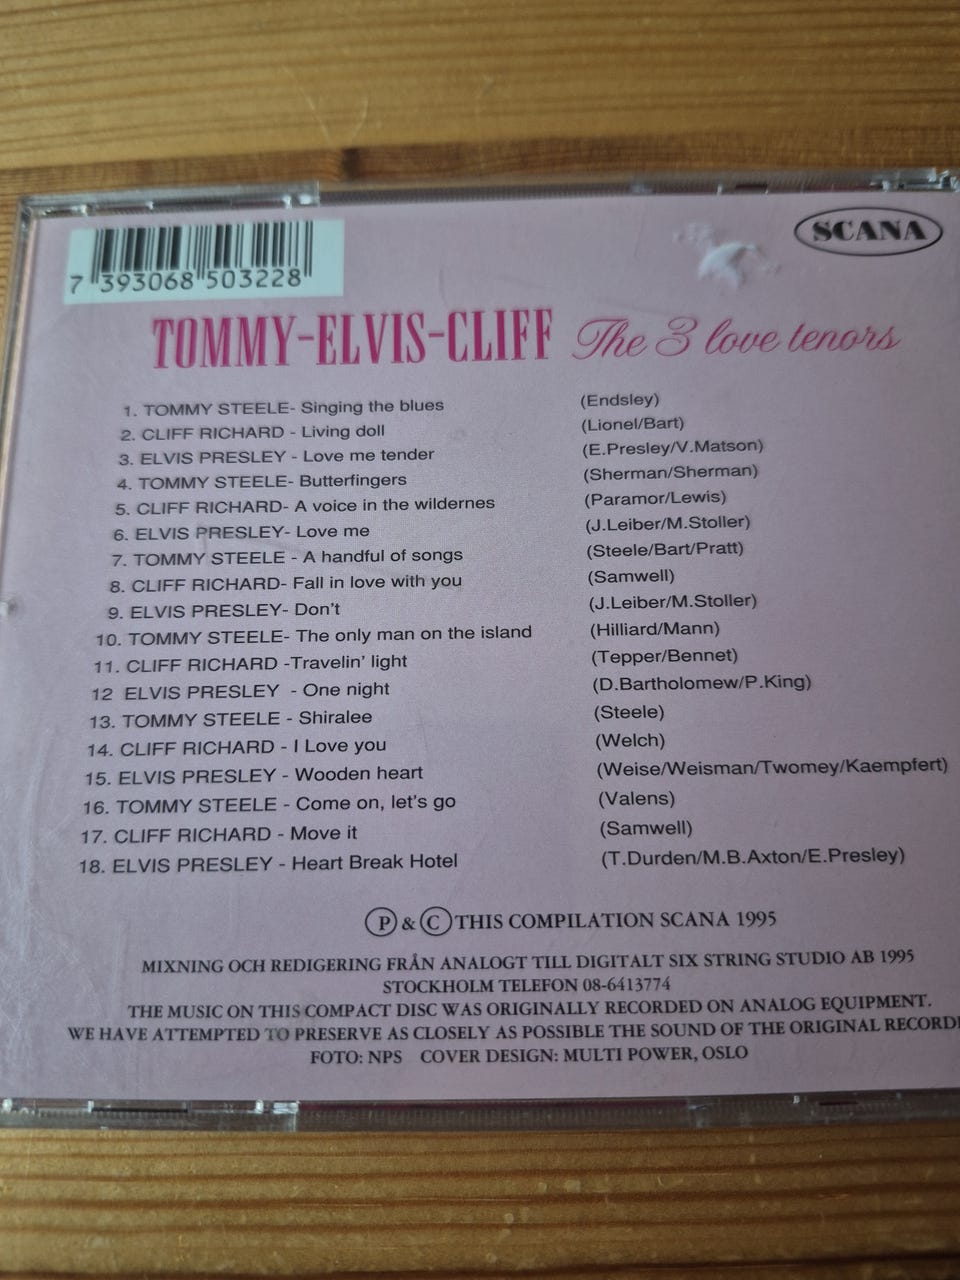 SCANA
7 393068 503228
TOMMY-ELVIS-CLIFF The 3 love tenors
1. TOMMY STEELE- Singing the blues (Endsley)
2. CLIFF RICHARD - Living doll (Lionel/Bart)
3. ELVIS PRESLEY - Love me tender (E.Presley/V.Matson)
4. TOMMY STEELE- Butterfingers (Sherman/Sherman)
5. CLIFF RICHARD- A voice in the wildernes (Paramor/Lewis)
6. ELVIS PRESLEY- Love me (J.Leiber/M.Stoller)
7. TOMMY STEELE - A handful of songs (Steele/Bart/Pratt)
8. CLIFF RICHARD- Fall in love with you (Samwell)
9. ELVIS PRESLEY- Don't (J.Leiber/M.Stoller)
10. TOMMY STEELE- The only man on the island (Hilliard/Mann)
11. CLIFF RICHARD -Travelin' light (Tepper/Bennet)
12 ELVIS PRESLEY - One night (D.Bartholomew/P.King)
13. TOMMY STEELE - Shiralee (Steele)
14. CLIFF RICHARD - I Love you (Welch)
15. ELVIS PRESLEY - Wooden heart (Weise/Weisman/Twomey/Kaempfert)
16. TOMMY STEELE - Come on, let's go (Valens)
17. CLIFF RICHARD - Move it (Samwell)
18. ELVIS PRESLEY - Heart Break Hotel (T.Durden/M.B.Axton/E.Presley)
Ⓟ & Ⓒ THIS COMPILATION SCANA 1995
MIXNING OCH REDIGERING FRÅN ANALOGT TILL DIGITALT SIX STRING STUDIO AB 1995
STOCKHOLM TELEFON 08-6413774
THE MUSIC ON THIS COMPACT DISC WAS ORIGINALLY RECORDED ON ANALOG EQUIPMENT.
WE HAVE ATTEMPTED TO PRESERVE AS CLOSELY AS POSSIBLE THE SOUND OF THE ORIGINAL
FOTO: NPS COVER DESIGN: MULTI POWER, OSLO